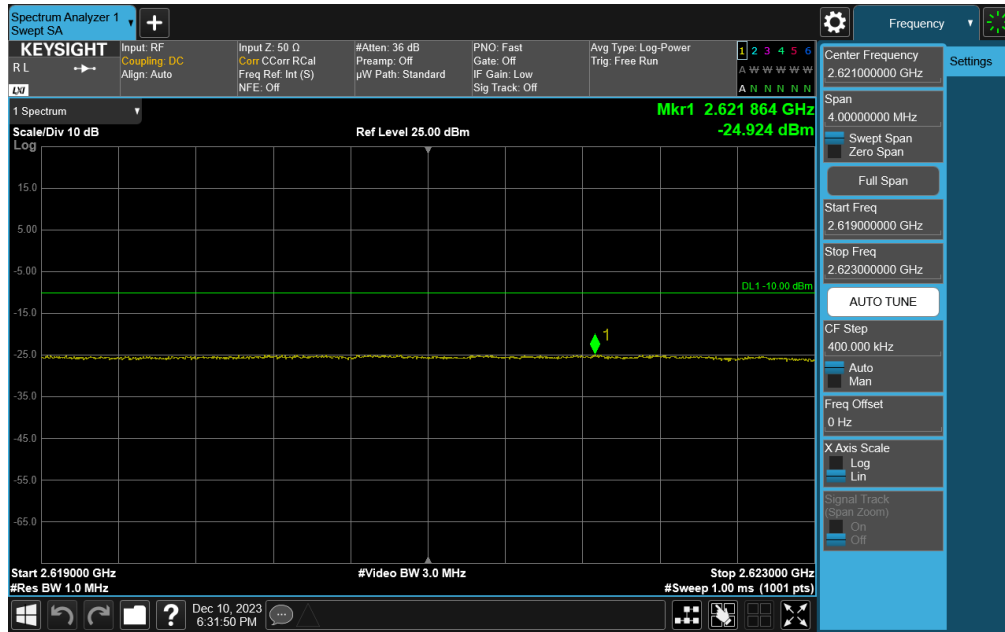 Spectrum Analyzer 1
Swept SA
Frequency
KEYSIGHT
R L
LXI
Input: RF
Coupling: DC
Align: Auto
Input Z: 50 Ω
Corr CCorr RCal
Freq Ref: Int (S)
NFE: Off
#Atten: 36 dB
Preamp: Off
µW Path: Standard
PNO: Fast
Gate: Off
IF Gain: Low
Sig Track: Off
Avg Type: Log-Power
Trig: Free Run
1 2 3 4 5 6
A W W W W W
A N N N N N
1 Spectrum
Mkr1 2.621 864 GHz
Scale/Div 10 dB
Ref Level 25.00 dBm
-24.924 dBm
Log
15.0
5.00
-5.00
DL1 -10.00 dBm
-15.0
1
-25.0
-35.0
-45.0
-55.0
-65.0
Start 2.619000 GHz
#Video BW 3.0 MHz
Stop 2.623000 GHz
#Res BW 1.0 MHz
#Sweep 1.00 ms (1001 pts)
Center Frequency
2.621000000 GHz
Settings
Span
4.00000000 MHz
Swept Span
Zero Span
Full Span
Start Freq
2.619000000 GHz
Stop Freq
2.623000000 GHz
AUTO TUNE
CF Step
400.000 kHz
Auto
Man
Freq Offset
0 Hz
X Axis Scale
Log
Lin
Signal Track
(Span Zoom)
On
Off
?
Dec 10, 2023
6:31:50 PM